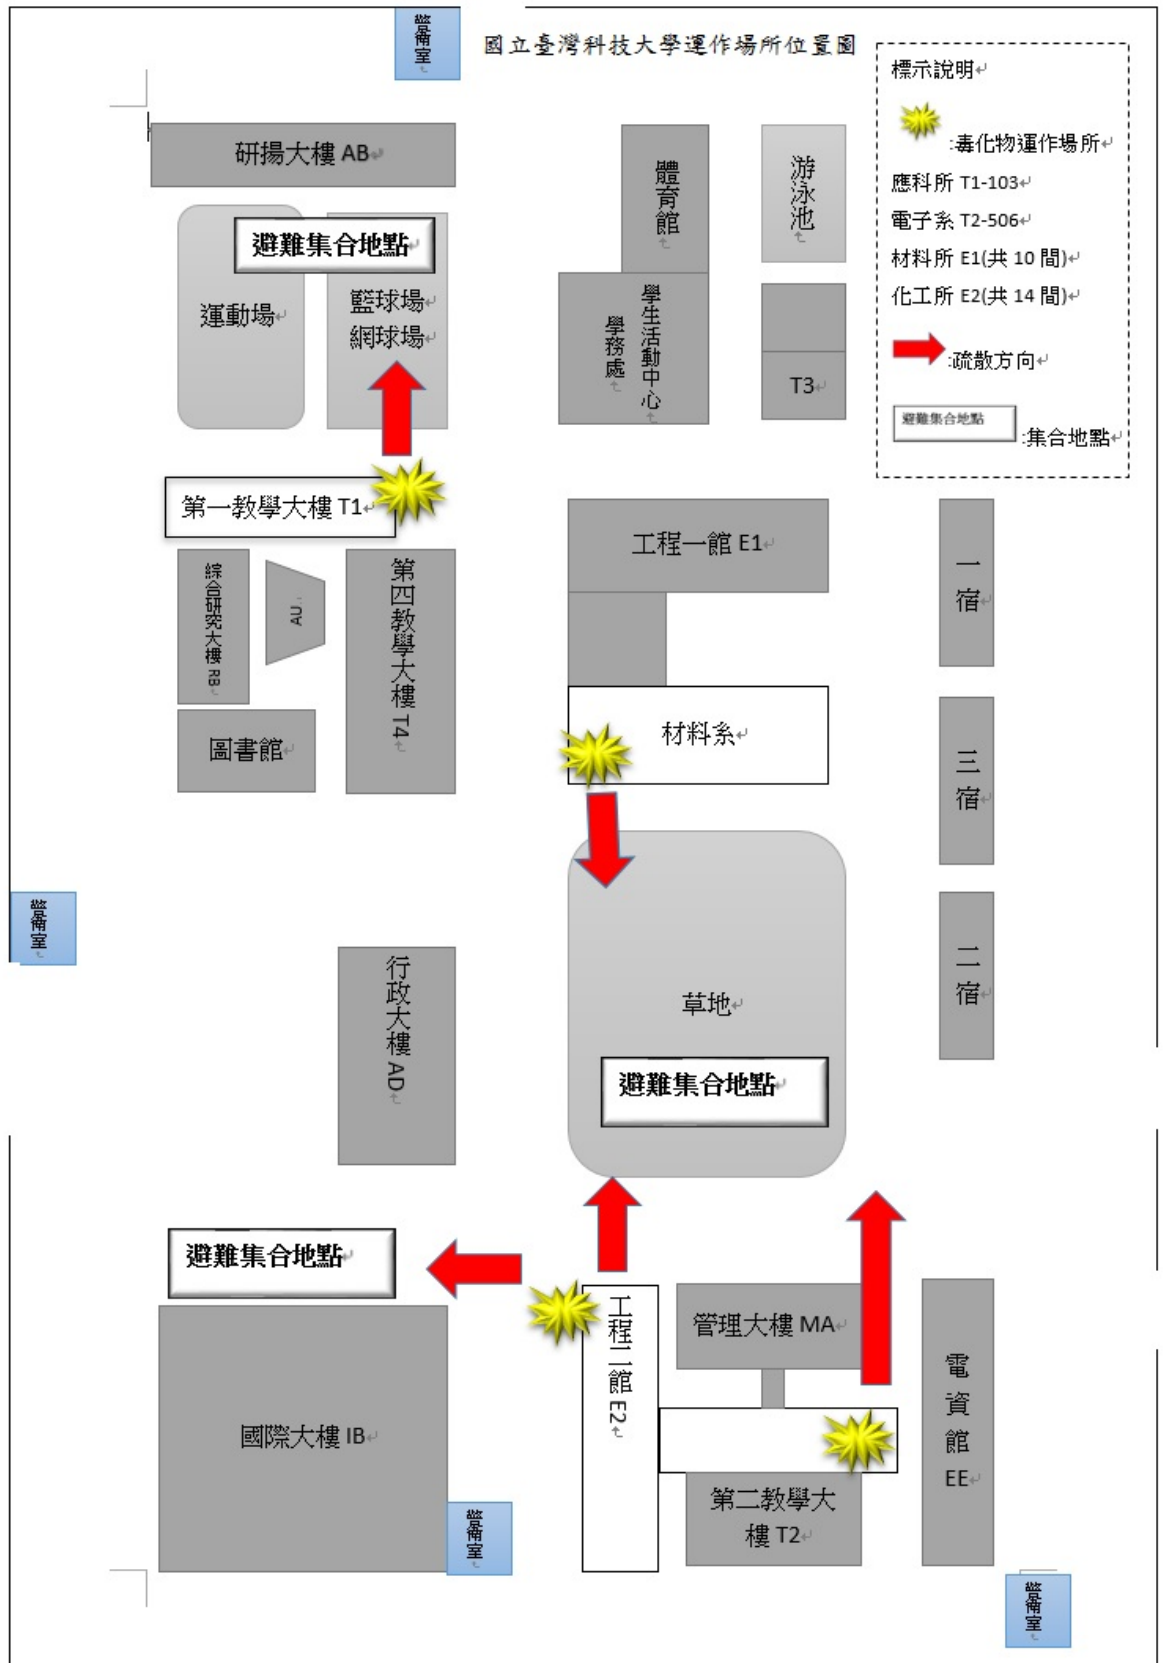 警衛室
國立臺灣科技大學運作場所位置圖
標示說明
:毒化物運作場所
應科所 T1-103
電子系 T2-506
材料所 E1(共 10 間)
化工所 E2(共 14 間)
:疏散方向
避難集合地點
:集合地點
研揚大樓 AB
體育館
游泳池
避難集合地點
運動場
籃球場
網球場
學生活動中心
學務處
T3
第一教學大樓 T1
工程一館 E1
一宿
綜合研究大樓 RB
AU
第四教學大樓 T4
圖書館
材料系
三宿
警衛室
行政大樓 AD
草地
避難集合地點
二宿
避難集合地點
工程二館 E2
管理大樓 MA
電資館 EE
國際大樓 IB
第二教學大
樓 T2
警衛室
警衛室